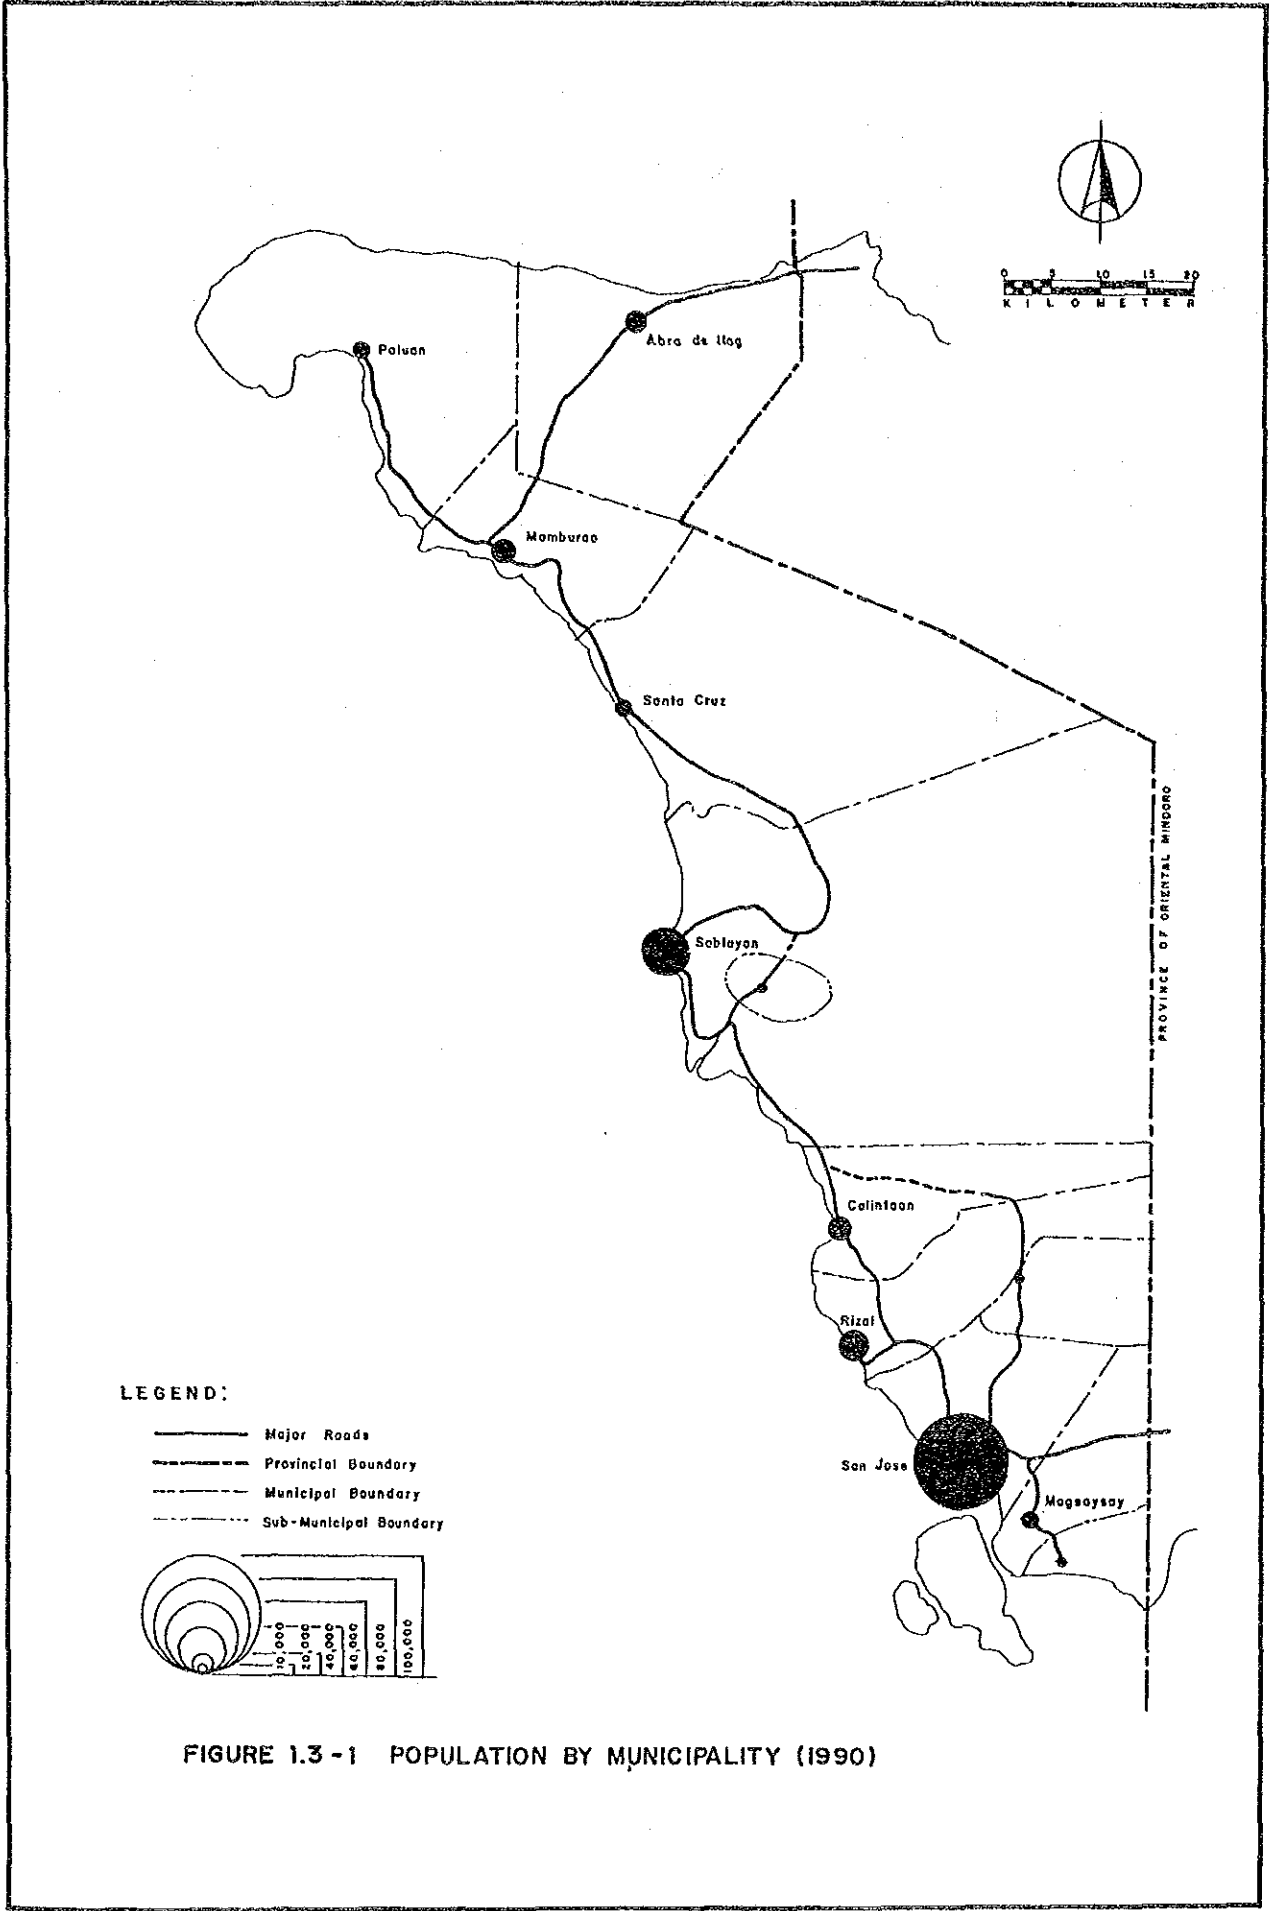 0 5 10 15 20
KILOMETER
Abra de Ilog
Paluan
Mamburao
Santa Cruz
PROVINCE OF ORIENTAL MINDORO
Sablayan
Calintaan
Rizal
San Jose
Magsaysay
LEGEND:
Major Roads
Provincial Boundary
Municipal Boundary
Sub-Municipal Boundary
10,000
20,000
40,000
60,000
80,000
100,000
FIGURE 1.3-1 POPULATION BY MUNICIPALITY (1990)